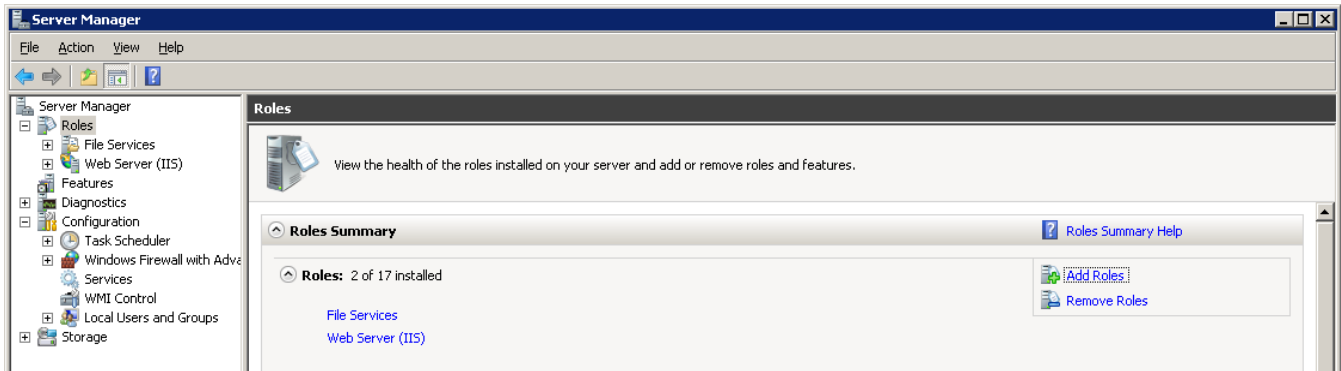 Server Manager
File Action View Help
Server Manager
Roles
File Services
Web Server (IIS)
Features
Diagnostics
Configuration
Task Scheduler
Windows Firewall with Adva
Services
WMI Control
Local Users and Groups
Storage
Roles
View the health of the roles installed on your server and add or remove roles and features.
Roles Summary
Roles Summary Help
Roles: 2 of 17 installed
Add Roles
Remove Roles
File Services
Web Server (IIS)